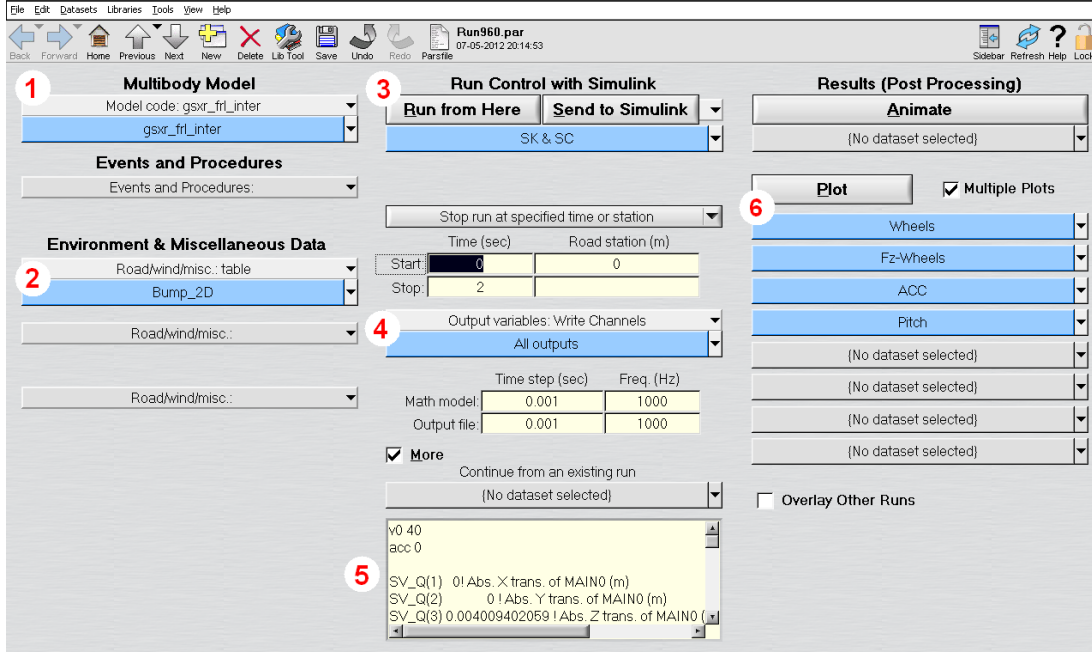 File Edit Datasets Libraries Tools View Help
Back Forward Home Previous Next New Delete Lib Tool Save Undo Redo Parsfile
Run960.par
07-05-2012 20:14:53
Sidebar Refresh Help Lock
1
Multibody Model
Model code: gsxr_frl_inter
gsxr_frl_inter
Events and Procedures
Events and Procedures:
Environment & Miscellaneous Data
2
Road/wind/misc.: table
Bump_2D
Road/wind/misc.:
Road/wind/misc.:
3
Run Control with Simulink
Run from Here Send to Simulink
SK & SC
Stop run at specified time or station
Time (sec) Road station (m)
Start: 0 0
Stop: 2
4
Output variables: Write Channels
All outputs
Time step (sec) Freq. (Hz)
Math model: 0.001 1000
Output file: 0.001 1000
More
Continue from an existing run
{No dataset selected}
5
v0 40
acc 0
SV_Q(1) 0! Abs. X trans. of MAIN0 (m)
SV_Q(2) 0 ! Abs. Y trans. of MAIN0 (m)
SV_Q(3) 0.004009402059 ! Abs. Z trans. of MAIN0 (
Results (Post Processing)
Animate
{No dataset selected}
Plot Multiple Plots
6
Wheels
Fz-Wheels
ACC
Pitch
{No dataset selected}
{No dataset selected}
{No dataset selected}
{No dataset selected}
Overlay Other Runs